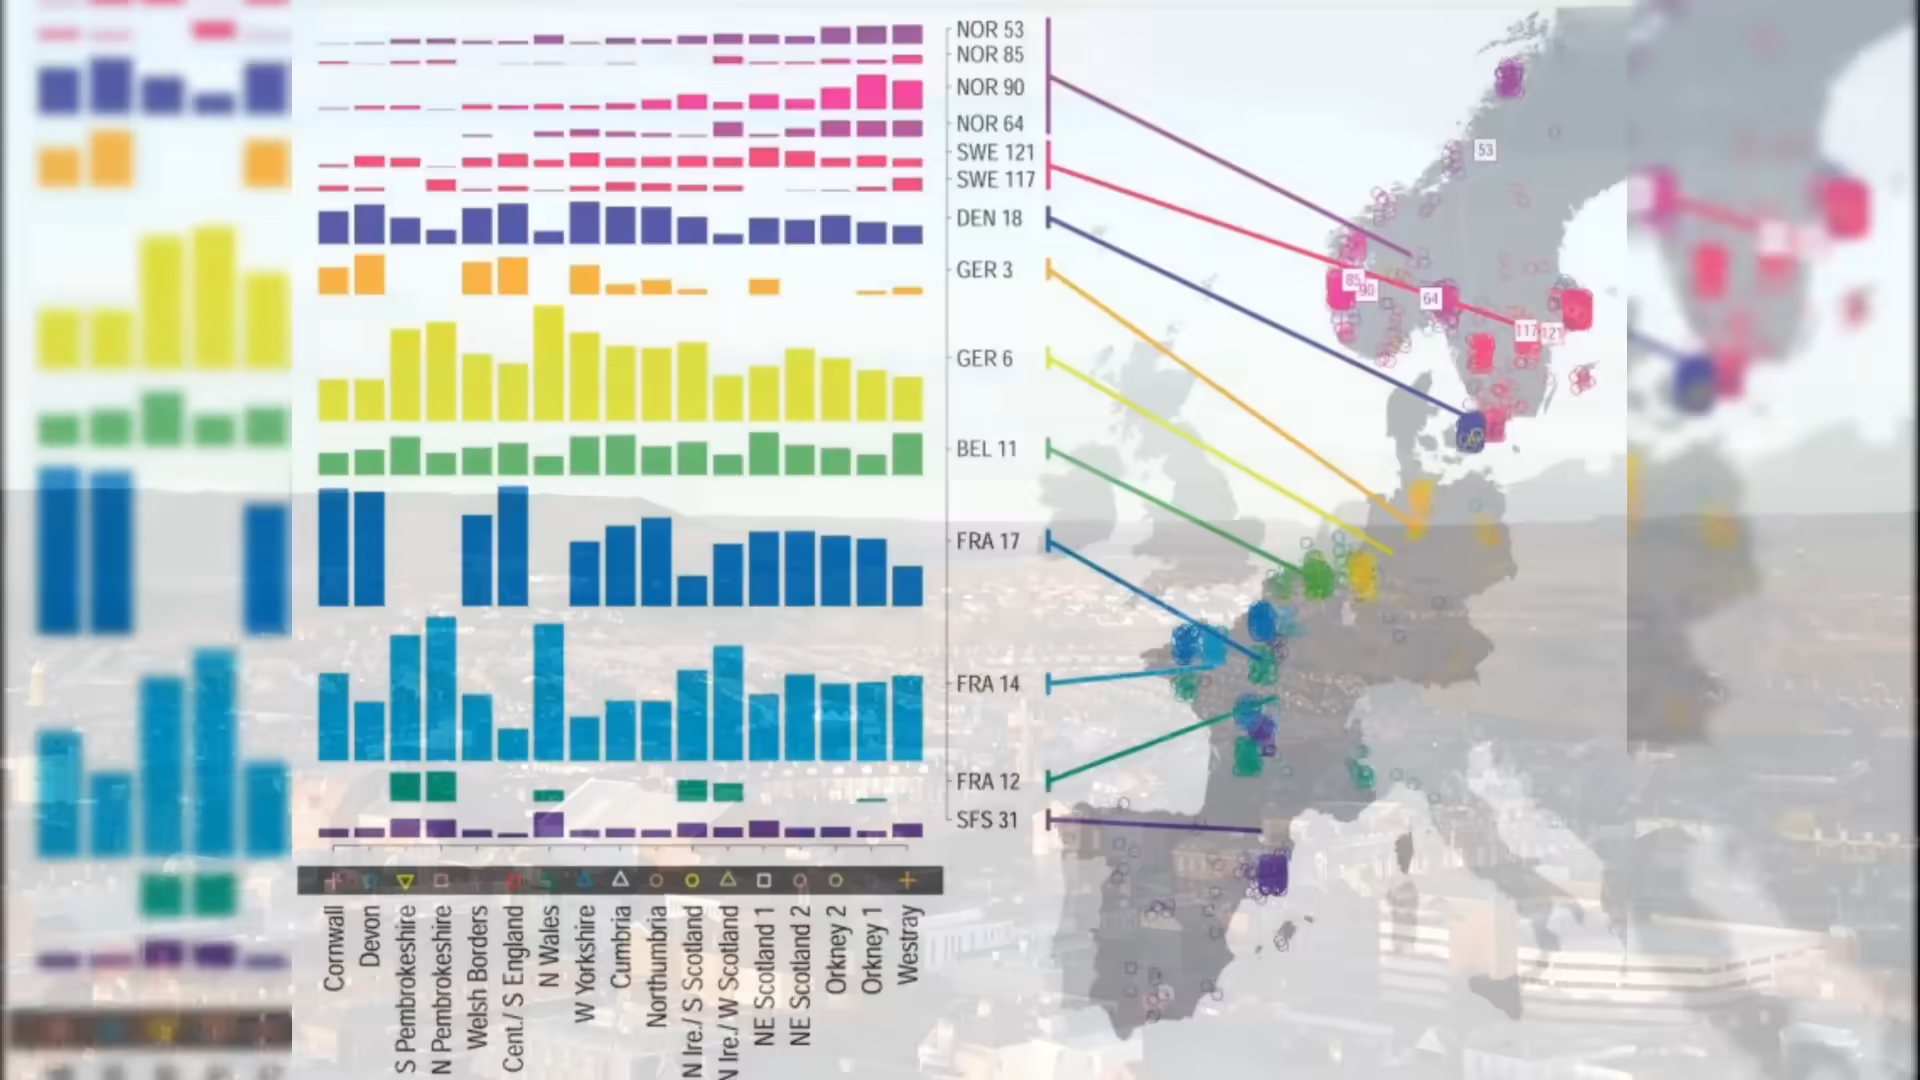 NOR 53
NOR 85
NOR 90
NOR 64
SWE 121
SWE 117
DEN 18
GER 3
GER 6
BEL 11
FRA 17
FRA 14
FRA 12
SFS 31
53
85
90
64
117
121
Cornwall
Devon
S Pembrokeshire
N Pembrokeshire
Welsh Borders
Cent./ S England
N Wales
W Yorkshire
Cumbria
Northumbria
N Ire./ S Scotland
N Ire./ W Scotland
NE Scotland 1
NE Scotland 2
Orkney 2
Orkney 1
Westray